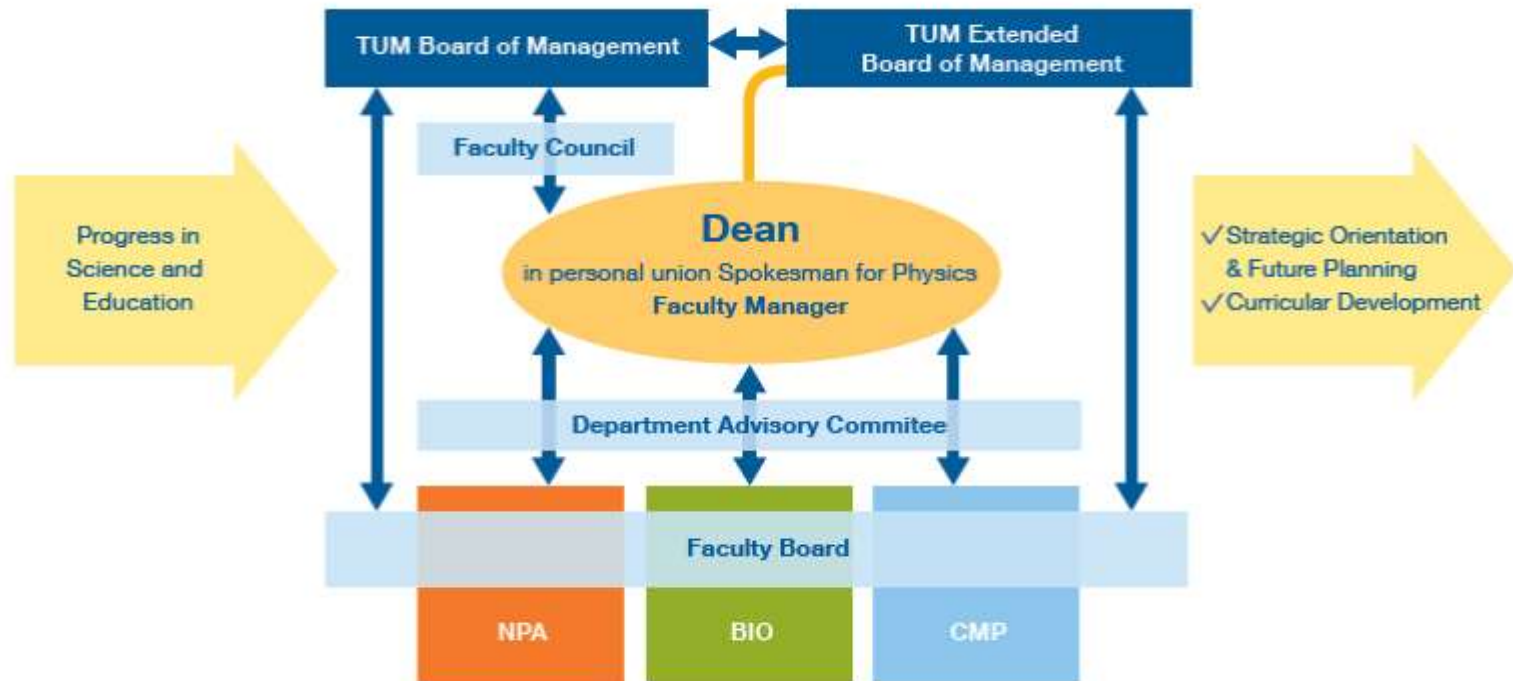 TUM Board of Management
TUM Extended
Board of Management
Faculty Council
Progress in
Science and
Education
Dean
in personal union Spokesman for Physics
Faculty Manager
✓ Strategic Orientation
& Future Planning
✓ Curricular Development
Department Advisory Commitee
Faculty Board
NPA
BIO
CMP